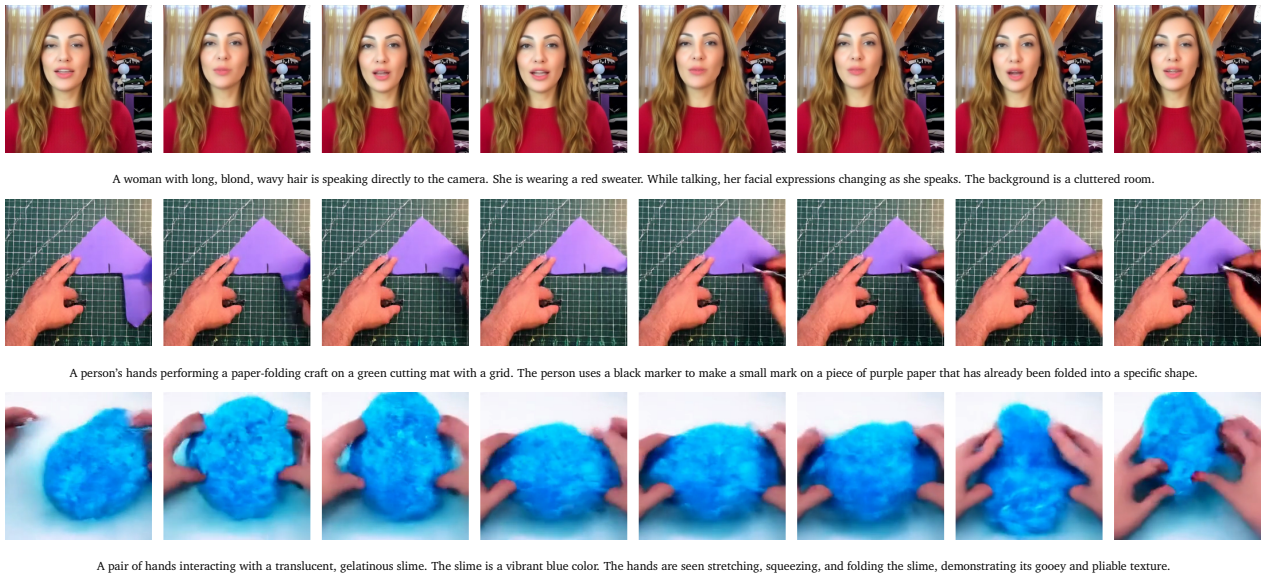 A woman with long, blond, wavy hair is speaking directly to the camera. She is wearing a red sweater. While talking, her facial expressions changing as she speaks. The background is a cluttered room.
A person's hands performing a paper-folding craft on a green cutting mat with a grid. The person uses a black marker to make a small mark on a piece of purple paper that has already been folded into a specific shape.
A pair of hands interacting with a translucent, gelatinous slime. The slime is a vibrant blue color. The hands are seen stretching, squeezing, and folding the slime, demonstrating its gooey and pliable texture.